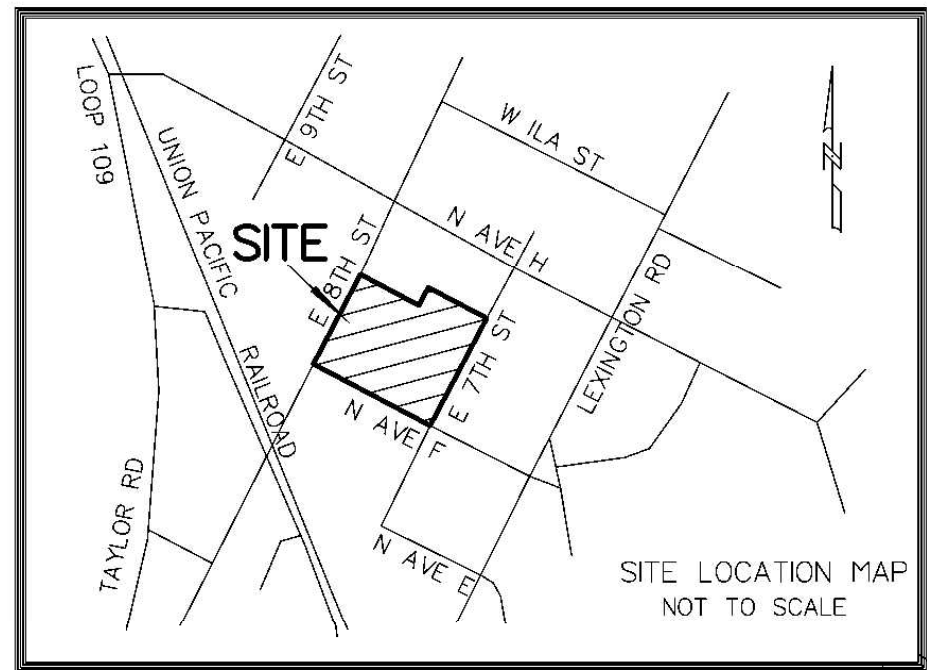 LOOP 109
UNION PACIFIC
RAILROAD
E 9TH ST
W ILA ST
N
N AVE H
SITE
E 8TH ST
E 7TH ST
LEXINGTON RD
N AVE F
TAYLOR RD
N AVE E
SITE LOCATION MAP
NOT TO SCALE